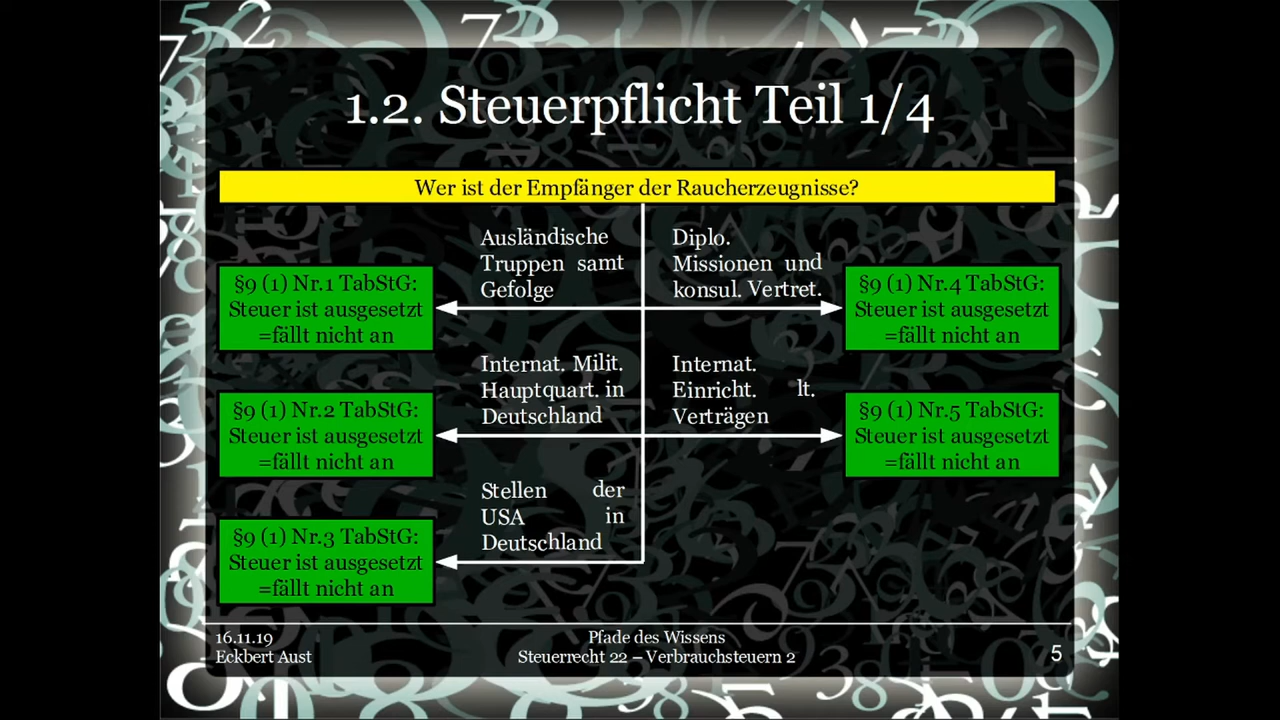 1.2. Steuerpflicht Teil 1/4
Wer ist der Empfänger der Raucherzeugnisse?
Ausländische
Truppen samt
Gefolge
§9 (1) Nr.1 TabStG:
Steuer ist ausgesetzt
=fällt nicht an
Diplo.
Missionen und
konsul. Vertret.
§9 (1) Nr.4 TabStG:
Steuer ist ausgesetzt
=fällt nicht an
Internat. Milit.
Hauptquart. in
Deutschland
§9 (1) Nr.2 TabStG:
Steuer ist ausgesetzt
=fällt nicht an
Internat.
Einricht. lt.
Verträgen
§9 (1) Nr.5 TabStG:
Steuer ist ausgesetzt
=fällt nicht an
Stellen der
USA in
Deutschland
§9 (1) Nr.3 TabStG:
Steuer ist ausgesetzt
=fällt nicht an
16.11.19
Eckbert Aust
Pfade des Wissens
Steuerrecht 22 – Verbrauchsteuern 2
5